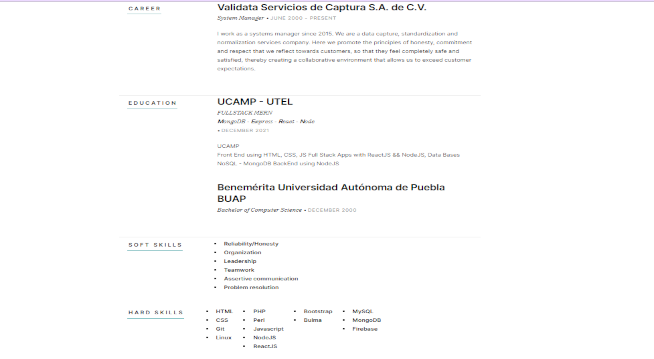 CAREER
Validata Servicios de Captura S.A. de C.V.
System Manager • JUNE 2000 – PRESENT
I work as a systems manager since 2015. We are a data capture, standardization and
normalization services company. Here we promote the principles of honesty, commitment
and respect that we reflect towards customers, so that they feel completely safe and
satisfied, thereby creating a collaborative environment that allows us to exceed customer
expectations.
EDUCATION
UCAMP - UTEL
FULLSTACK MERN
MongoDB - Express - React - Node
• DECEMBER 2021
UCAMP
Front End using HTML, CSS, JS Full Stack Apps with ReactJS && NodeJS, Data Bases
NoSQL - MongoDB BackEnd using NodeJS
Benemérita Universidad Autónoma de Puebla
BUAP
Bachelor of Computer Science • DECEMBER 2000
SOFT SKILLS
• Reliability/Honesty
• Organization
• Leadership
• Teamwork
• Assertive communication
• Problem resolution
HARD SKILLS
• HTML • PHP • Bootstrap • MySQL
• CSS • Perl • Bulma • MongoDB
• Git • Javascript • Firebase
• Linux • NodeJS
• ReactJS